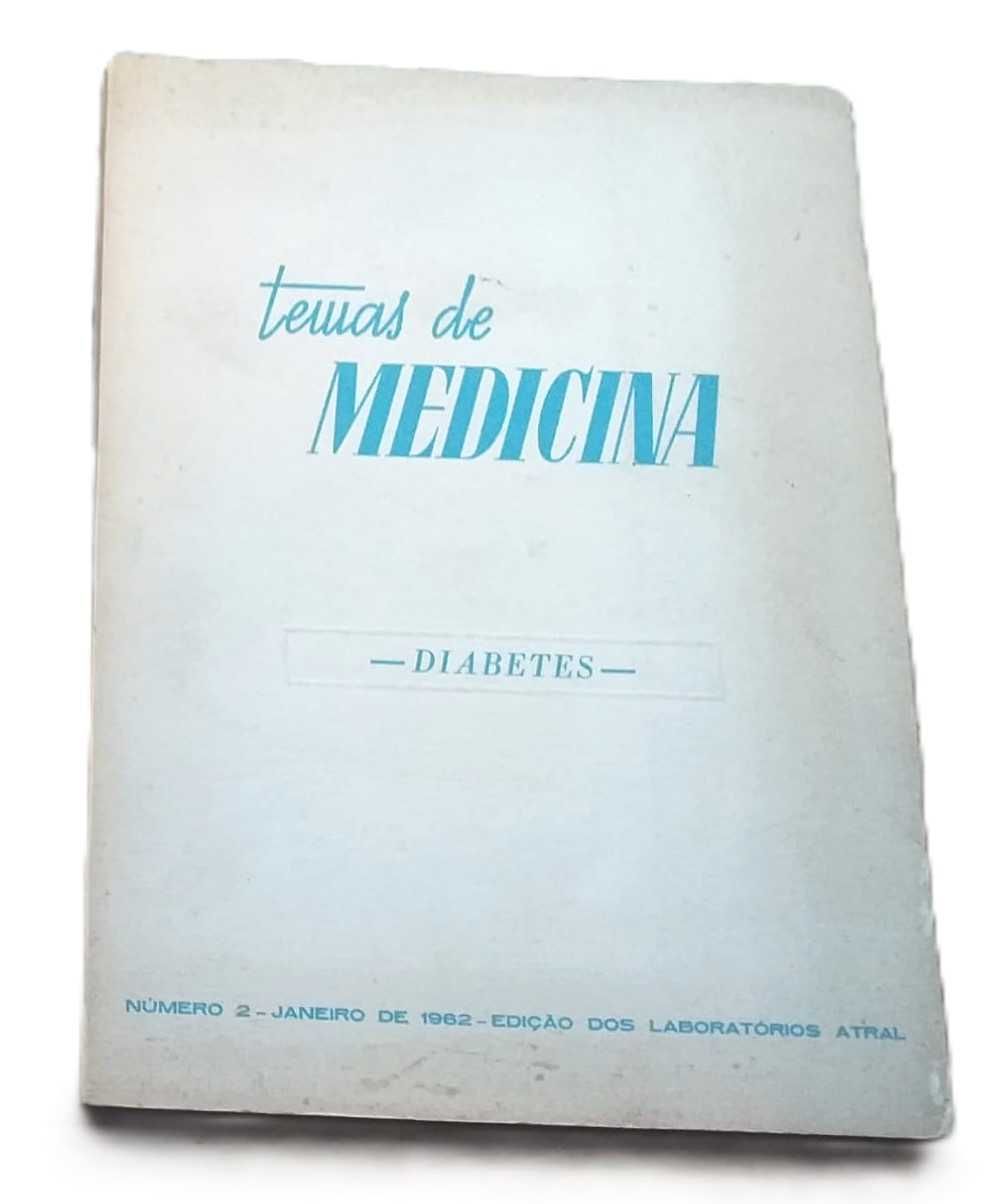 temas de
MEDICINA
— DIABETES —
NÚMERO 2 - JANEIRO DE 1962 - EDIÇÃO DOS LABORATÓRIOS ATRAL